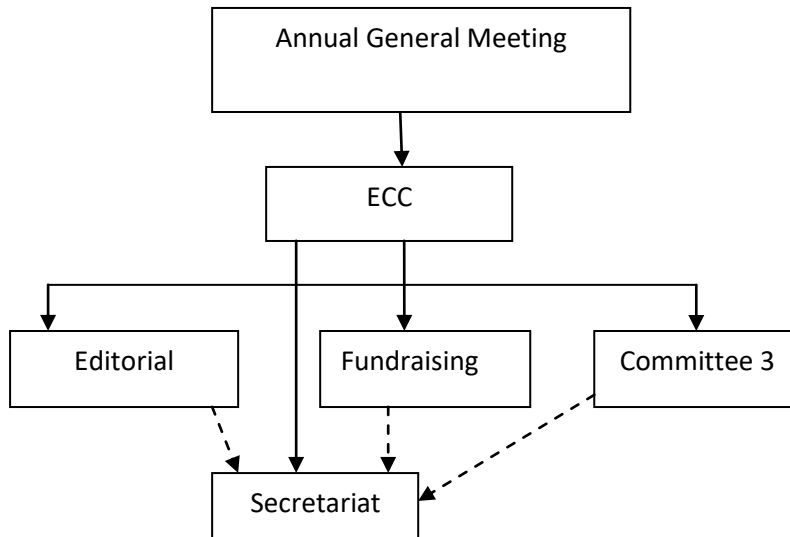 Annual General Meeting
ECC
Editorial
Fundraising
Committee 3
Secretariat